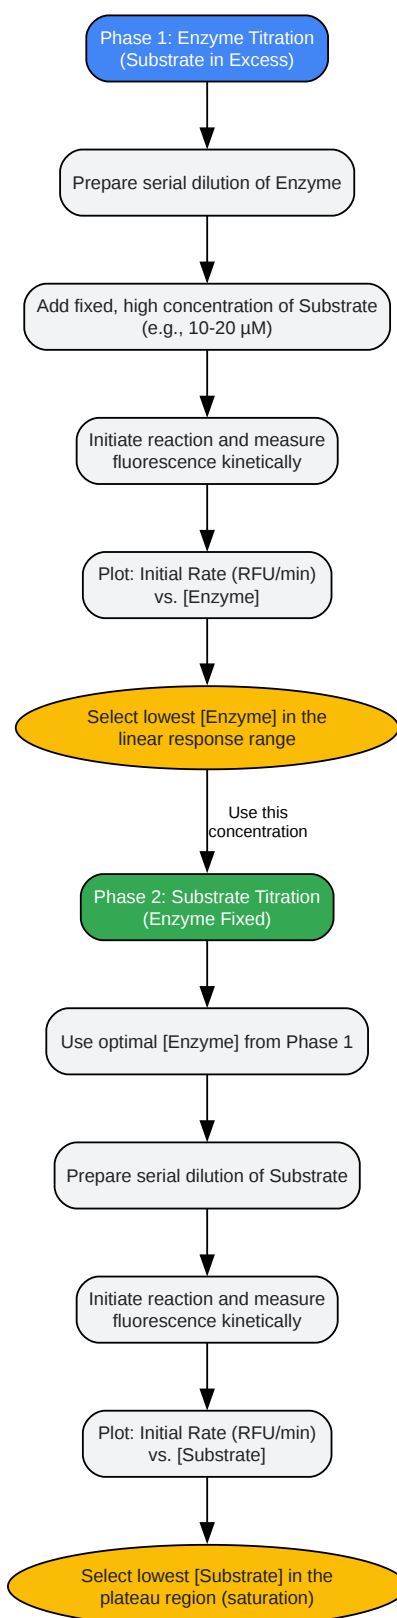 Phase 1: Enzyme Titration
(Substrate in Excess)
Prepare serial dilution of Enzyme
Add fixed, high concentration of Substrate
(e.g., 10-20 µM)
Initiate reaction and measure
fluorescence kinetically
Plot: Initial Rate (RFU/min)
vs. [Enzyme]
Select lowest [Enzyme] in the
linear response range
Use this
concentration
Phase 2: Substrate Titration
(Enzyme Fixed)
Use optimal [Enzyme] from Phase 1
Prepare serial dilution of Substrate
Initiate reaction and measure
fluorescence kinetically
Plot: Initial Rate (RFU/min)
vs. [Substrate]
Select lowest [Substrate] in the
plateau region (saturation)